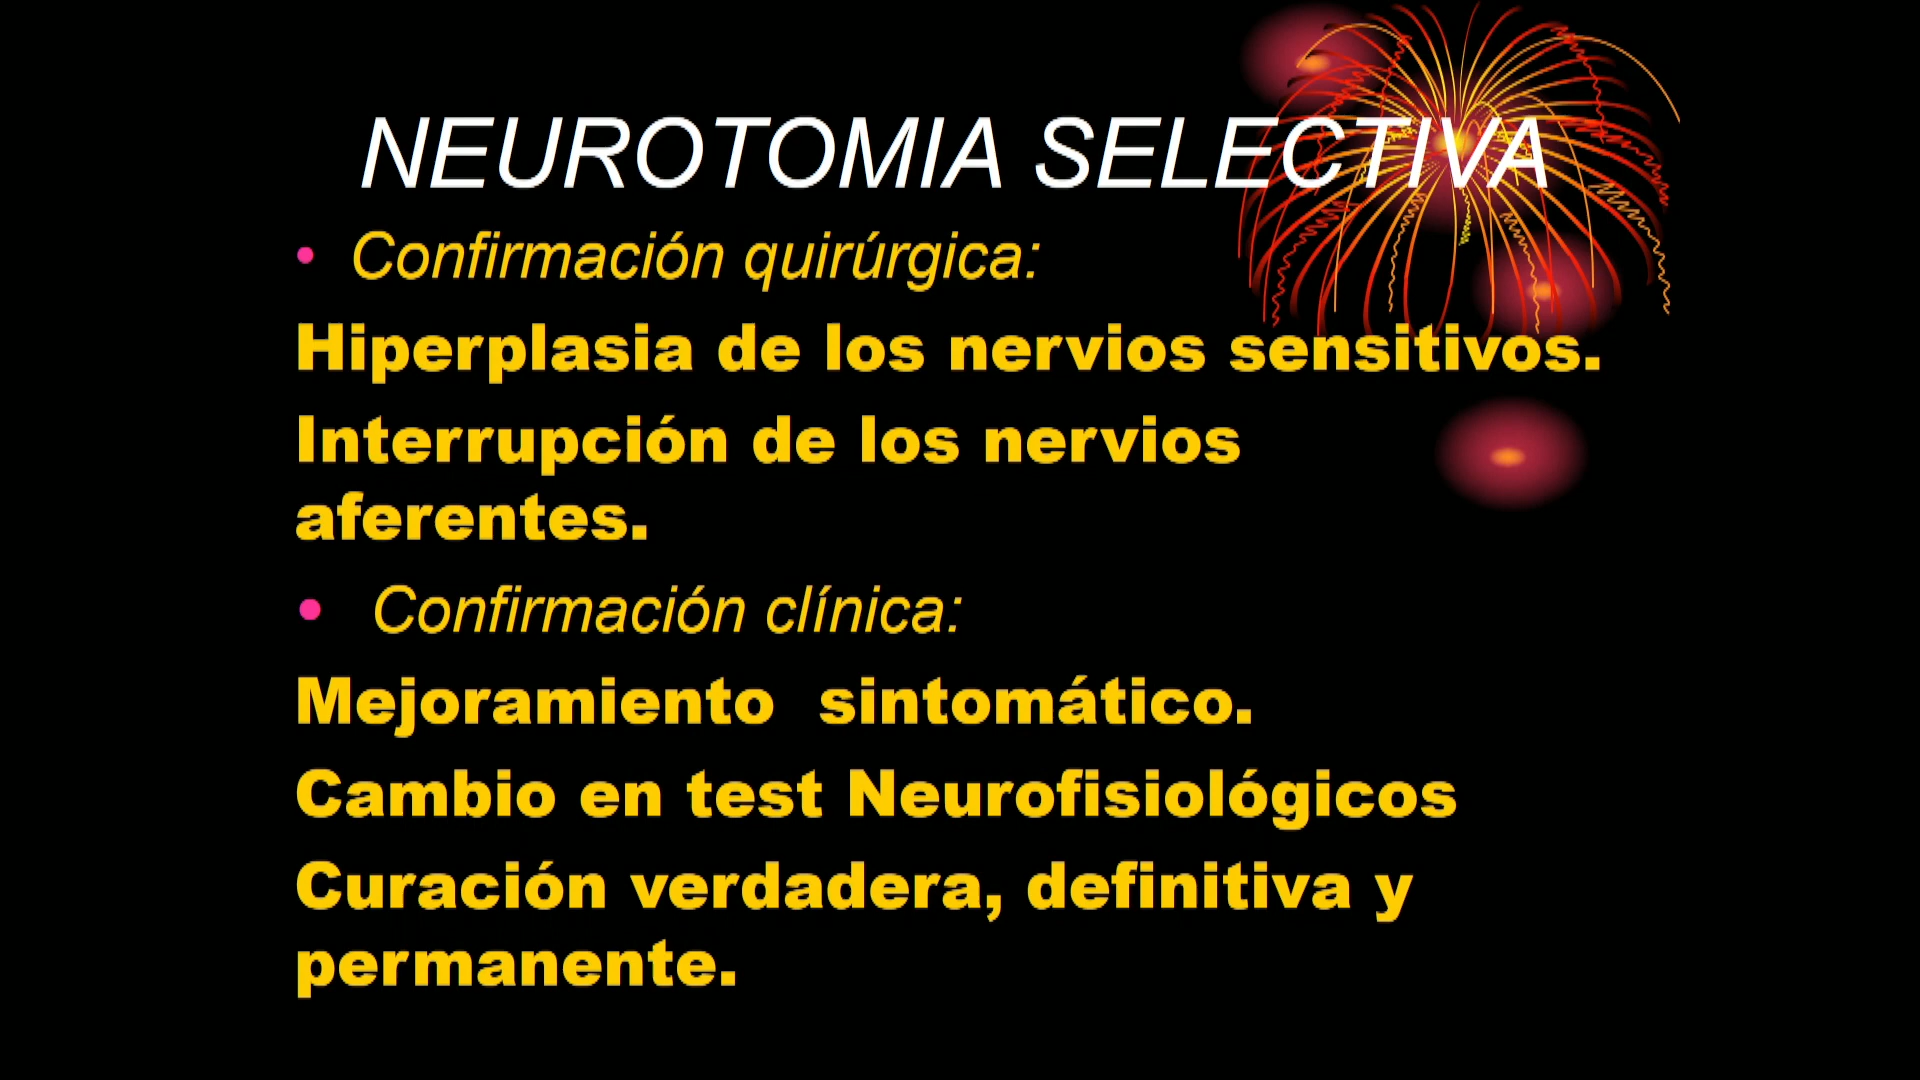 NEUROTOMIA SELECTIVA
• Confirmación quirúrgica:
Hiperplasia de los nervios sensitivos.
Interrupción de los nervios
aferentes.
• Confirmación clínica:
Mejoramiento  sintomático.
Cambio en test Neurofisiológicos
Curación verdadera, definitiva y
permanente.